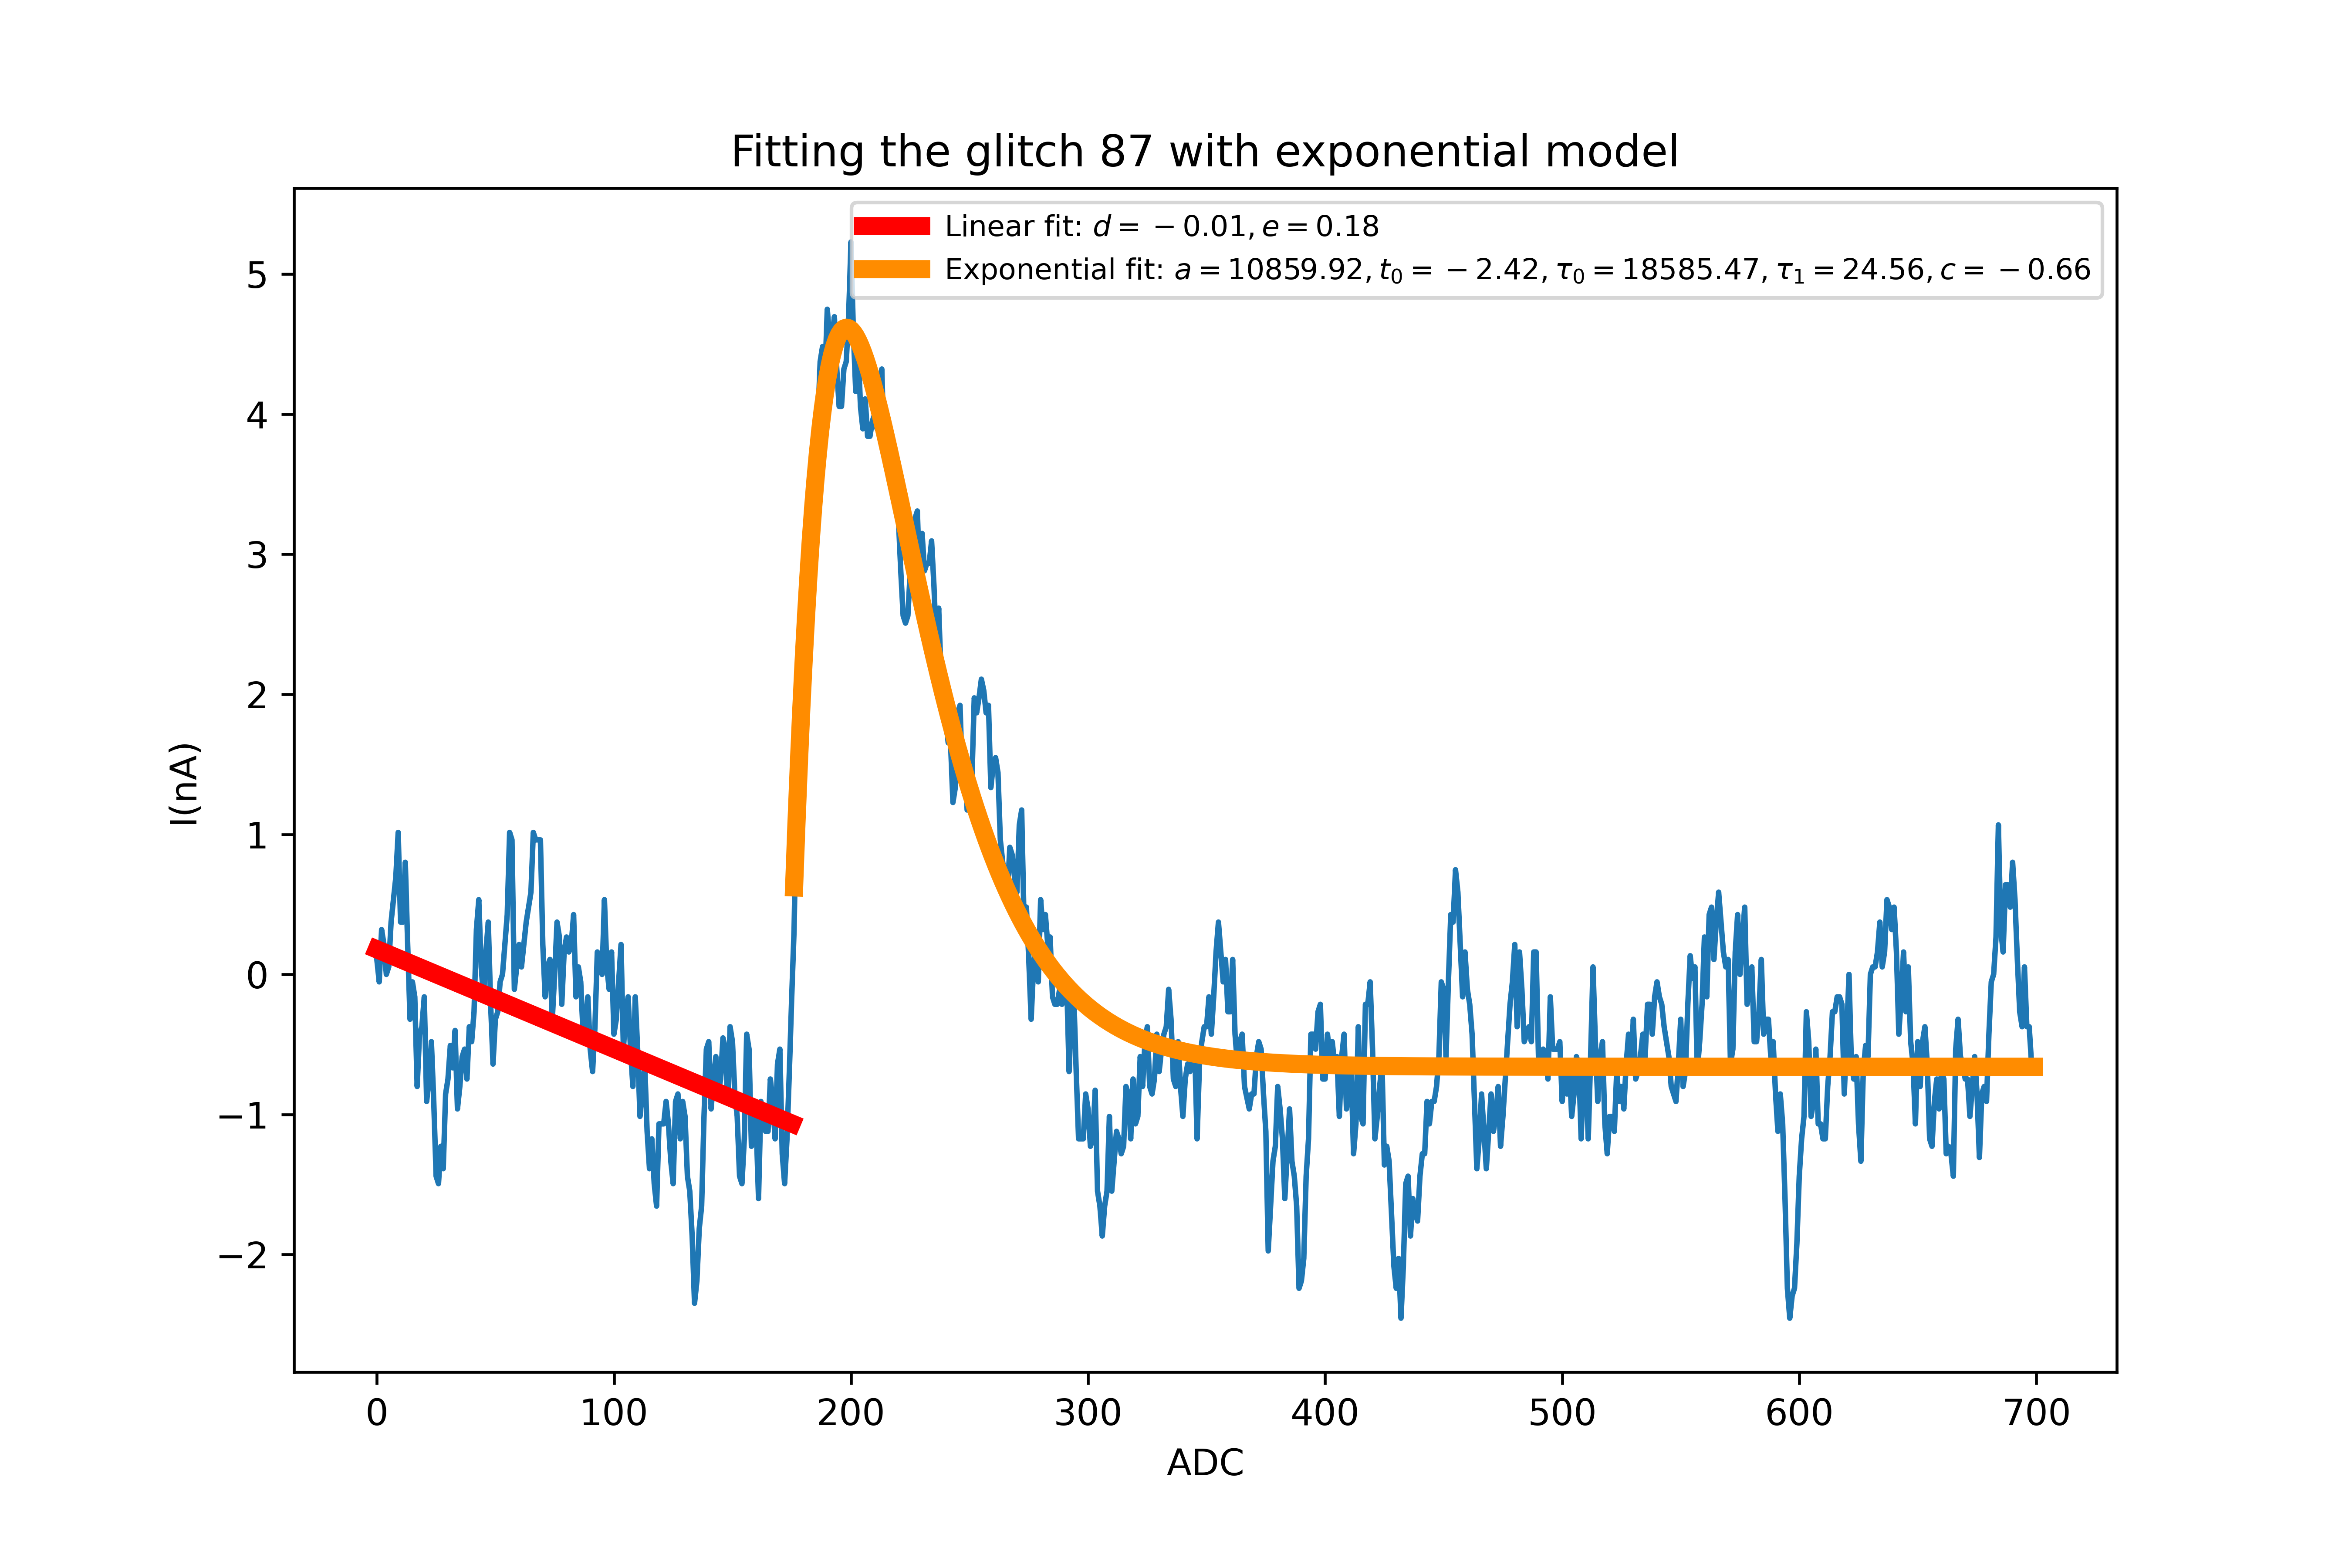 Fitting the glitch 87 with exponential model
Linear fit: d = −0.01, e = 0.18
Exponential fit: a = 10859.92, t₀ = −2.42, τ₀ = 18585.47, τ₁ = 24.56, c = −0.66
5
4
3
2
1
0
−1
−2
I(nA)
0 100 200 300 400 500 600 700
ADC